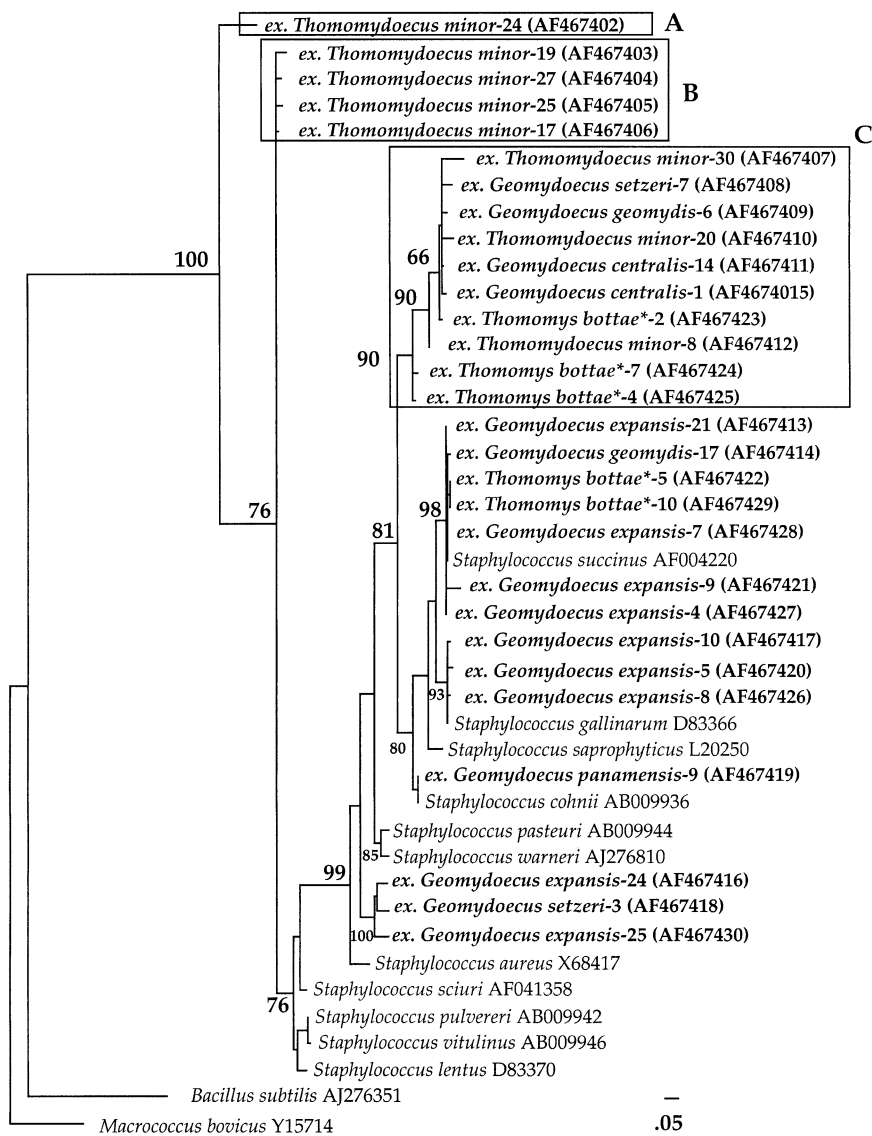 ex. Thomomydoecus minor-24 (AF467402) A
ex. Thomomydoecus minor-19 (AF467403)
ex. Thomomydoecus minor-27 (AF467404)
B
ex. Thomomydoecus minor-25 (AF467405)
ex. Thomomydoecus minor-17 (AF467406)
C
ex. Thomomydoecus minor-30 (AF467407)
ex. Geomydoecus setzeri-7 (AF467408)
ex. Geomydoecus geomydis-6 (AF467409)
ex. Thomomydoecus minor-20 (AF467410)
100
66
ex. Geomydoecus centralis-14 (AF467411)
ex. Geomydoecus centralis-1 (AF4674015)
90
ex. Thomomys bottae*-2 (AF467423)
ex. Thomomydoecus minor-8 (AF467412)
90
ex. Thomomys bottae*-7 (AF467424)
ex. Thomomys bottae*-4 (AF467425)
ex. Geomydoecus expansis-21 (AF467413)
ex. Geomydoecus geomydis-17 (AF467414)
ex. Thomomys bottae*-5 (AF467422)
ex. Thomomys bottae*-10 (AF467429)
76
98
81
ex. Geomydoecus expansis-7 (AF467428)
Staphylococcus succinus AF004220
ex. Geomydoecus expansis-9 (AF467421)
ex. Geomydoecus expansis-4 (AF467427)
ex. Geomydoecus expansis-10 (AF467417)
ex. Geomydoecus expansis-5 (AF467420)
93
ex. Geomydoecus expansis-8 (AF467426)
Staphylococcus gallinarum D83366
80
Staphylococcus saprophyticus L20250
ex. Geomydoecus panamensis-9 (AF467419)
Staphylococcus cohnii AB009936
Staphylococcus pasteuri AB009944
85
Staphylococcus warneri AJ276810
99
ex. Geomydoecus expansis-24 (AF467416)
ex. Geomydoecus setzeri-3 (AF467418)
100
ex. Geomydoecus expansis-25 (AF467430)
Staphylococcus aureus X68417
Staphylococcus sciuri AF041358
76
Staphylococcus pulvereri AB009942
Staphylococcus vitulinus AB009946
Staphylococcus lentus D83370
Bacillus subtilis AJ276351
Macrococcus bovicus Y15714
.05